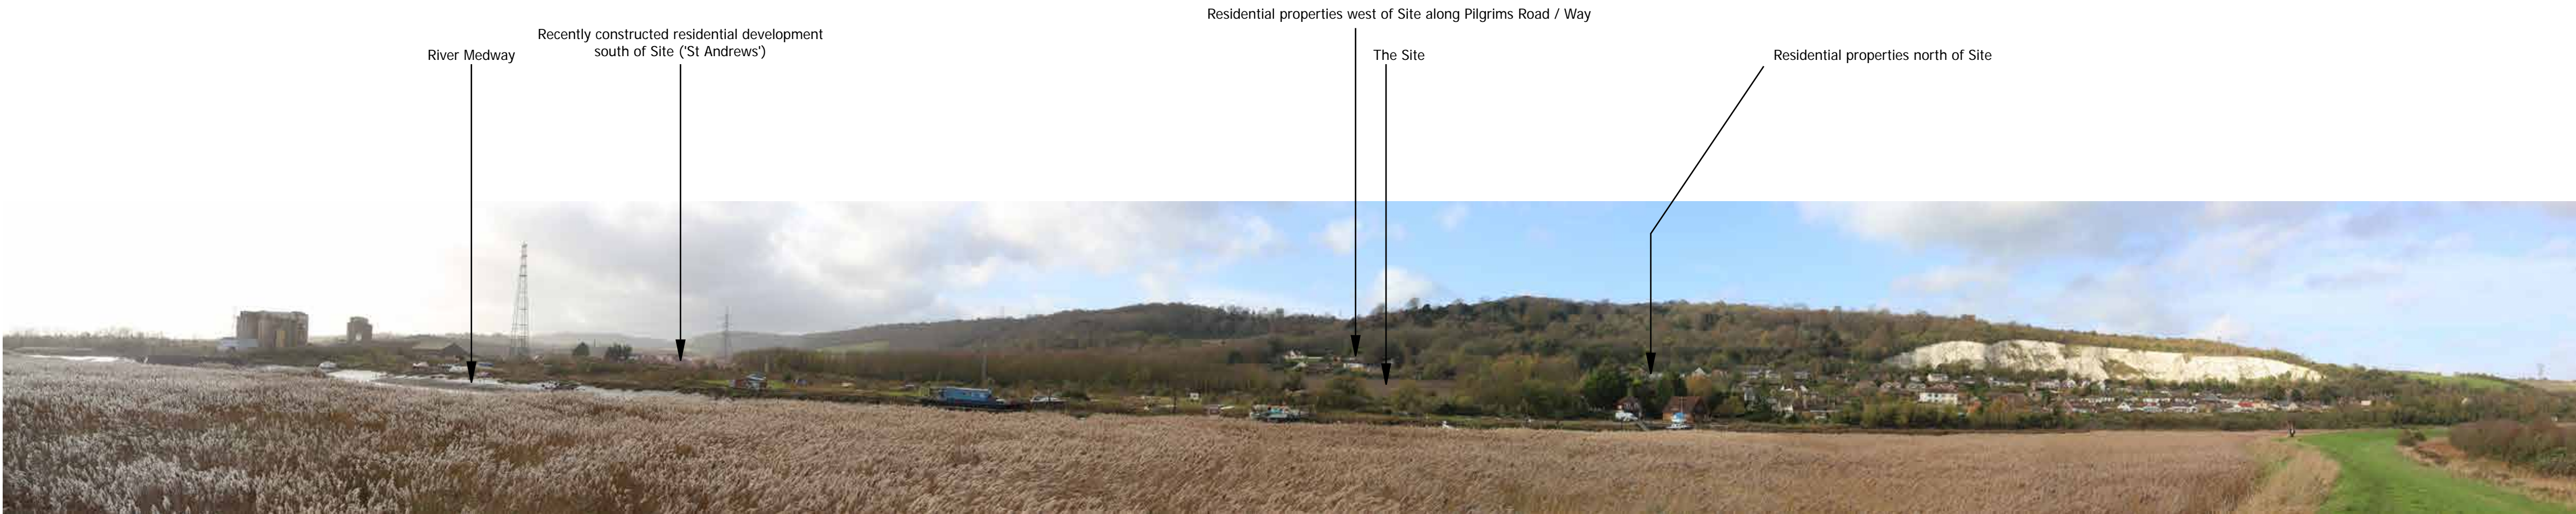 Residential properties west of Site along Pilgrims Road / Way
Recently constructed residential development
south of Site ('St Andrews')
River Medway
The Site
Residential properties north of Site